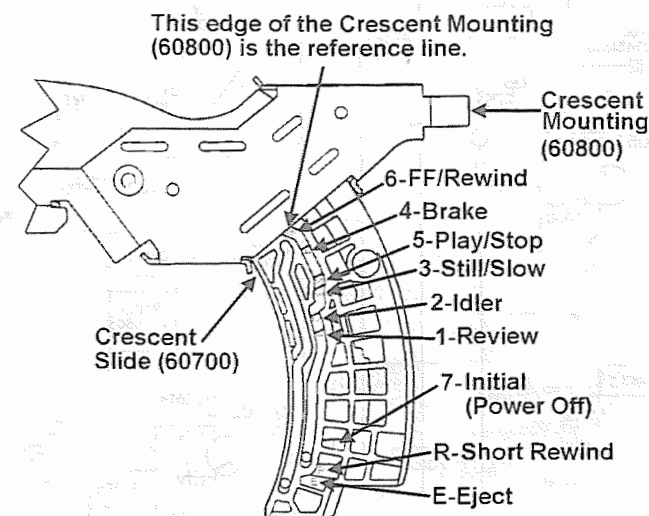 This edge of the Crescent Mounting
(60800) is the reference line.
Crescent
Mounting
(60800)
6-FF/Rewind
4-Brake
5-Play/Stop
3-Still/Slow
2-Idler
1-Review
Crescent
Slide (60700)
7-Initial
(Power Off)
R-Short Rewind
E-Eject